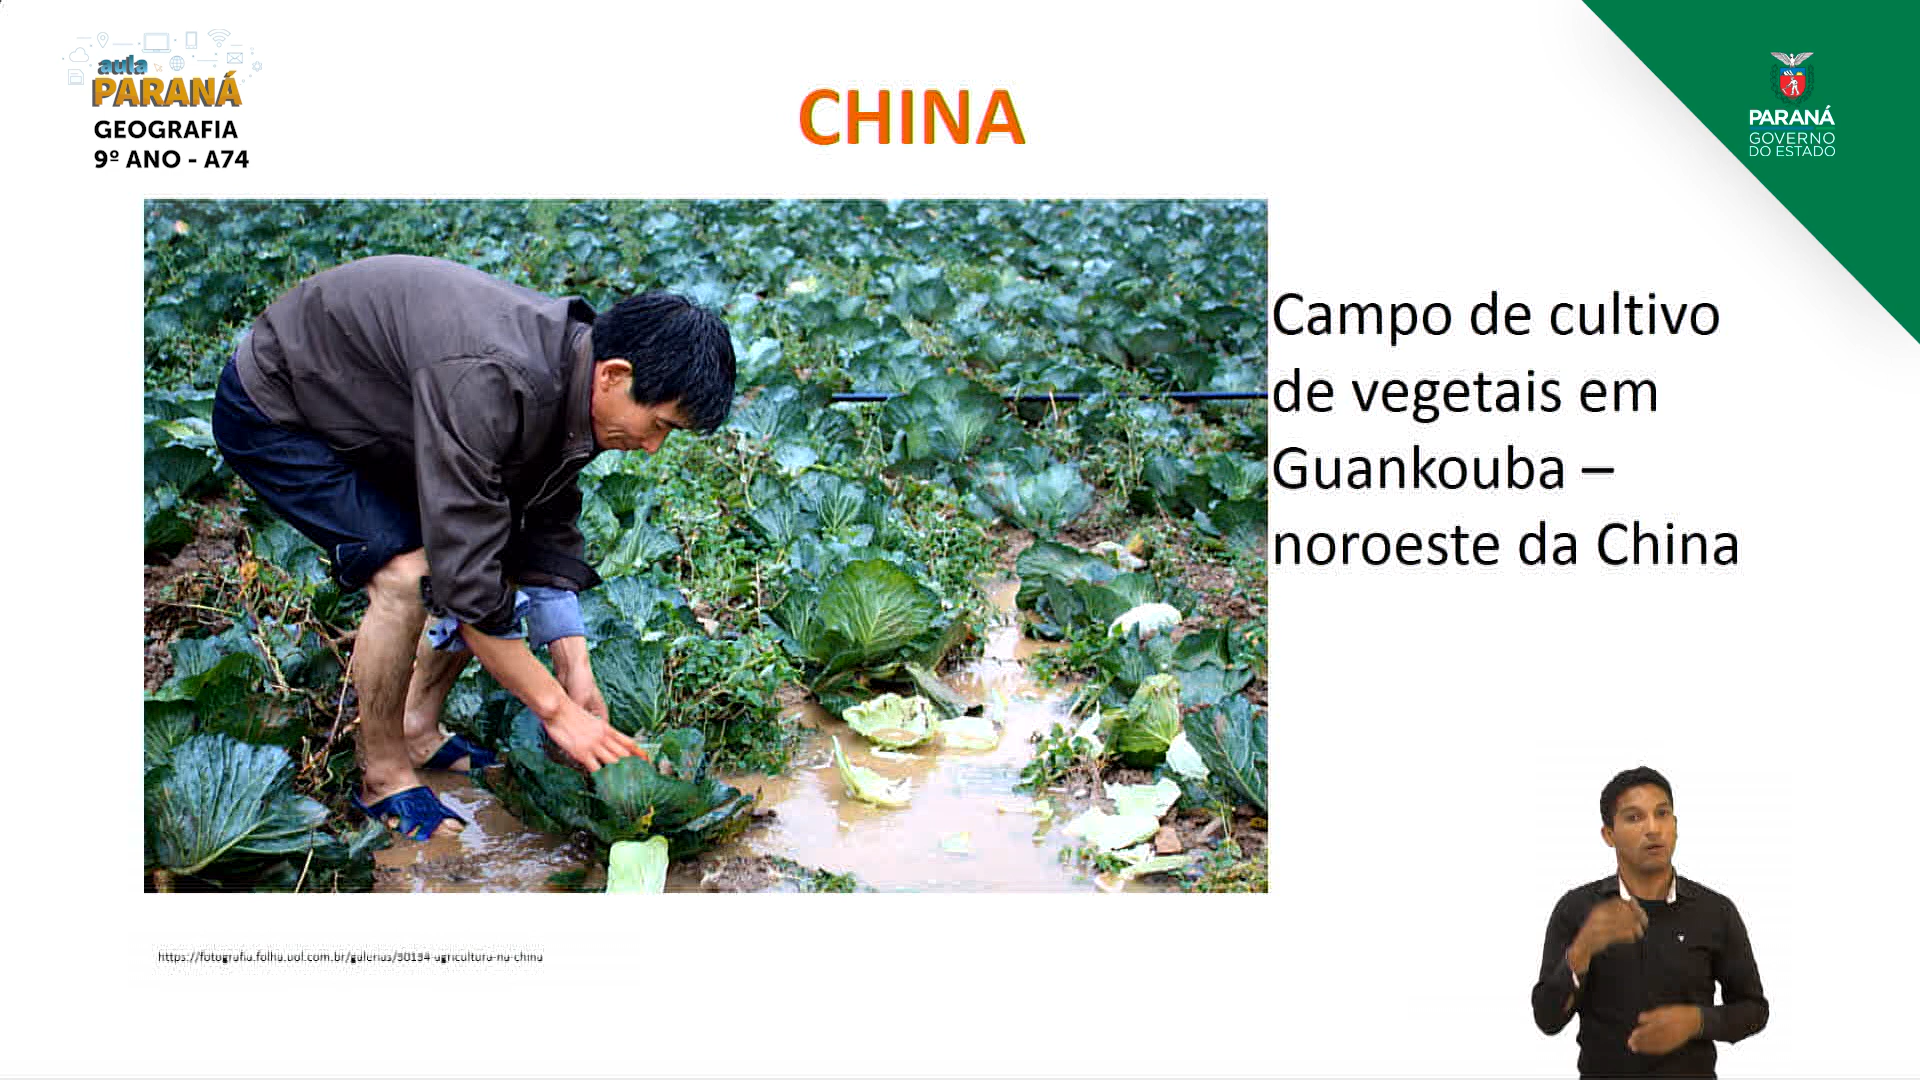 aula
PARANÁ
GEOGRAFIA
9º ANO - A74
CHINA
PARANÁ
GOVERNO
DO ESTADO
Campo de cultivo
de vegetais em
Guankouba –
noroeste da China
https://fotografia.folha.uol.com.br/galerias/30134-agricultura-na-china